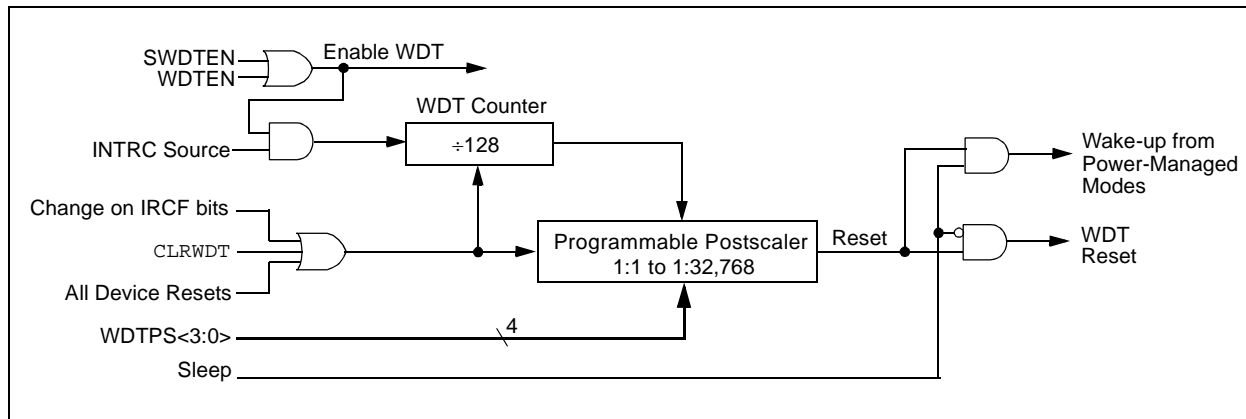 SWDTEN
WDTEN
Enable WDT
WDT Counter
INTRC Source
÷128
Wake-up from
Power-Managed
Modes
Change on IRCF bits
CLRWDT
All Device Resets
Programmable Postscaler
1:1 to 1:32,768
Reset
WDT
Reset
WDTPS<3:0>
4
Sleep